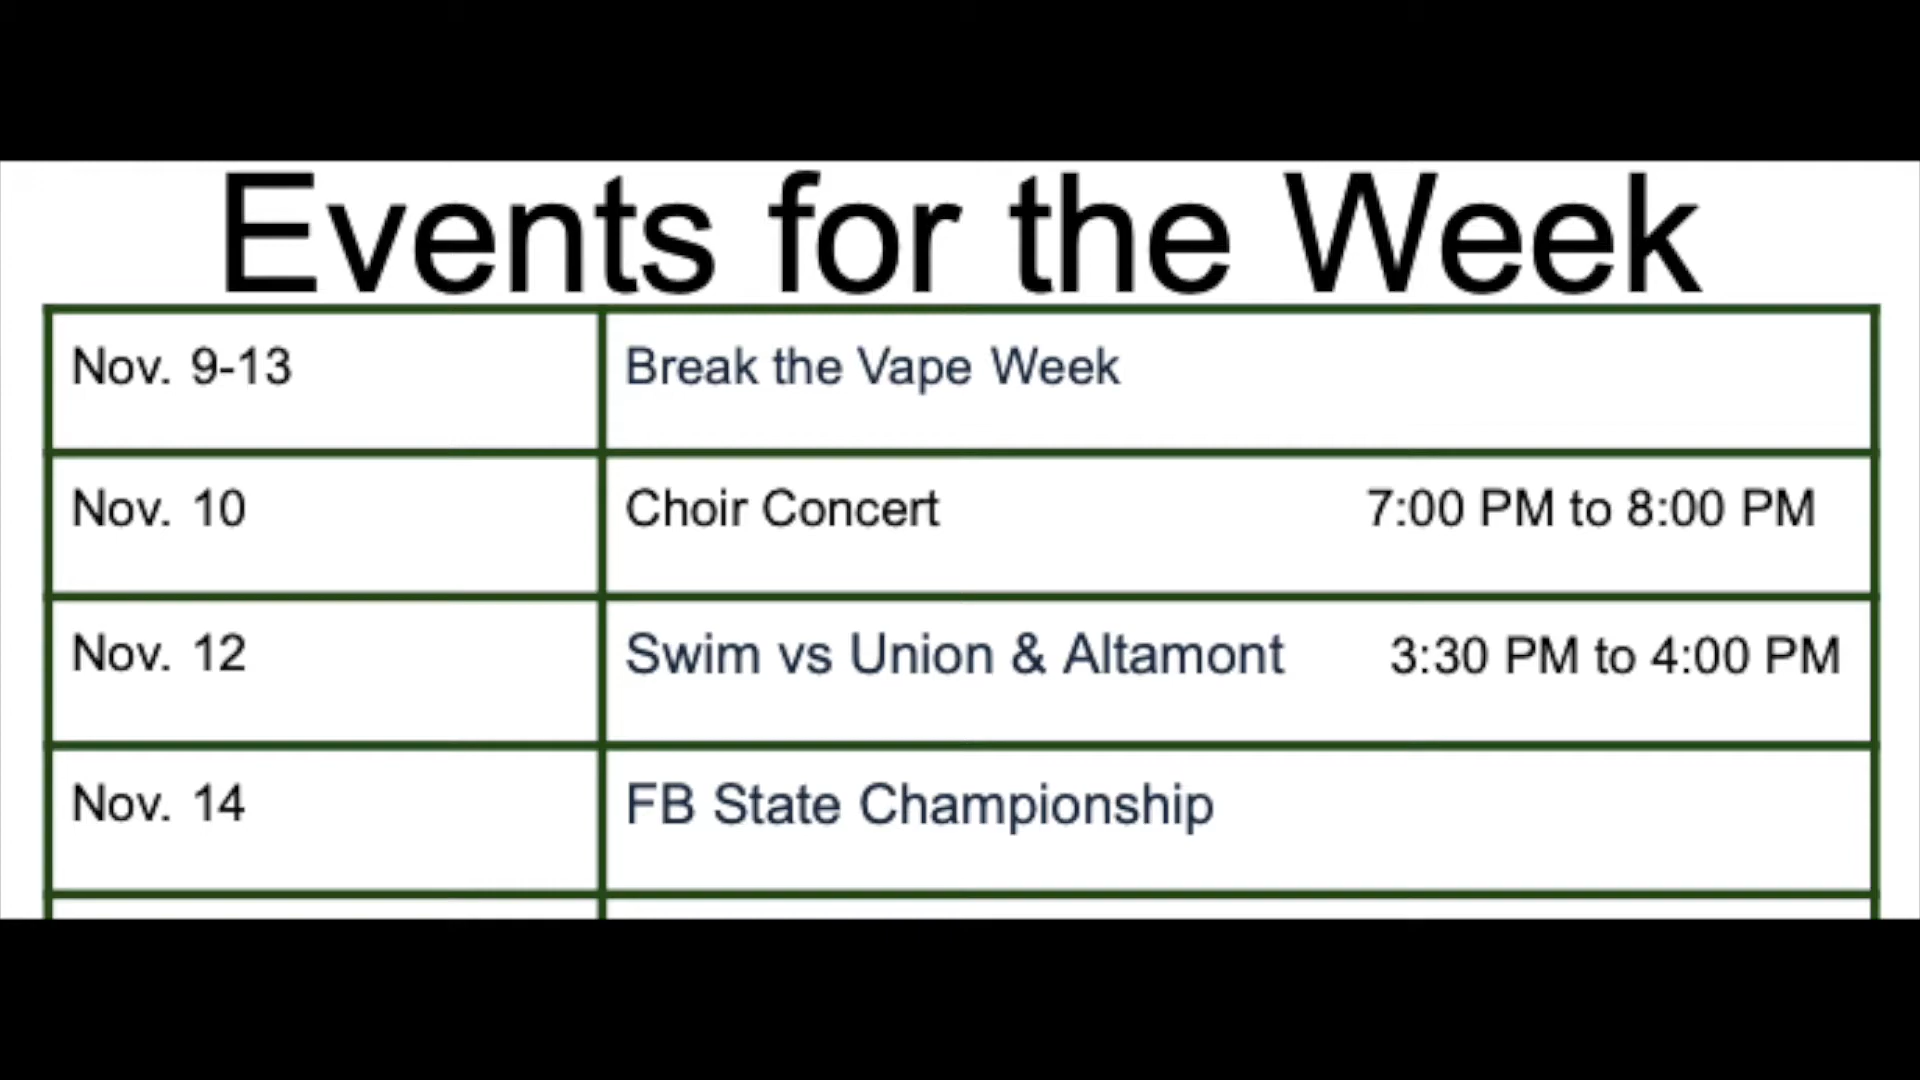 Events for the Week
Nov. 9-13 Break the Vape Week
Nov. 10 Choir Concert 7:00 PM to 8:00 PM
Nov. 12 Swim vs Union & Altamont 3:30 PM to 4:00 PM
Nov. 14 FB State Championship